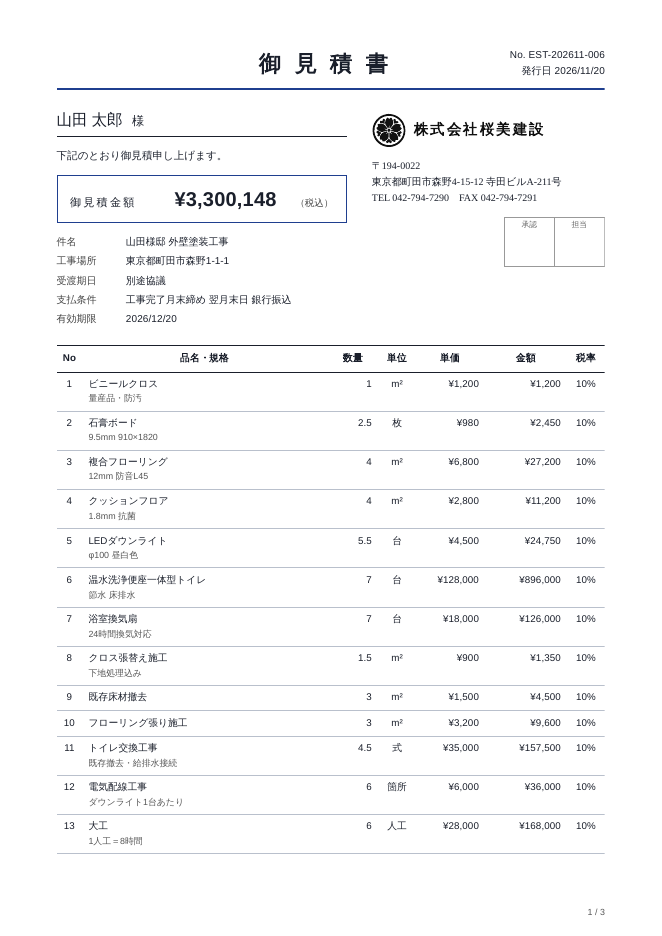 御見積書
No. EST-202611-006
発行日 2026/11/20
山田 太郎 様
下記のとおり御見積申し上げます。
御見積金額 ¥3,300,148 （税込）
件名 山田様邸 外壁塗装工事
工事場所 東京都町田市森野1-1-1
受渡期日 別途協議
支払条件 工事完了月末締め 翌月末日 銀行振込
有効期限 2026/12/20
株式会社桜美建設
〒194-0022
東京都町田市森野4-15-12 寺田ビルA-211号
TEL 042-794-7290 FAX 042-794-7291
承認 担当
No 品名・規格 数量 単位 単価 金額 税率
1 ビニールクロス 1 m² ¥1,200 ¥1,200 10%
量産品・防汚
2 石膏ボード 2.5 枚 ¥980 ¥2,450 10%
9.5mm 910×1820
3 複合フローリング 4 m² ¥6,800 ¥27,200 10%
12mm 防音L45
4 クッションフロア 4 m² ¥2,800 ¥11,200 10%
1.8mm 抗菌
5 LEDダウンライト 5.5 台 ¥4,500 ¥24,750 10%
φ100 昼白色
6 温水洗浄便座一体型トイレ 7 台 ¥128,000 ¥896,000 10%
節水 床排水
7 浴室換気扇 7 台 ¥18,000 ¥126,000 10%
24時間換気対応
8 クロス張替え施工 1.5 m² ¥900 ¥1,350 10%
下地処理込み
9 既存床材撤去 3 m² ¥1,500 ¥4,500 10%
10 フローリング張り施工 3 m² ¥3,200 ¥9,600 10%
11 トイレ交換工事 4.5 式 ¥35,000 ¥157,500 10%
既存撤去・給排水接続
12 電気配線工事 6 箇所 ¥6,000 ¥36,000 10%
ダウンライト1台あたり
13 大工 6 人工 ¥28,000 ¥168,000 10%
1人工＝8時間
1 / 3